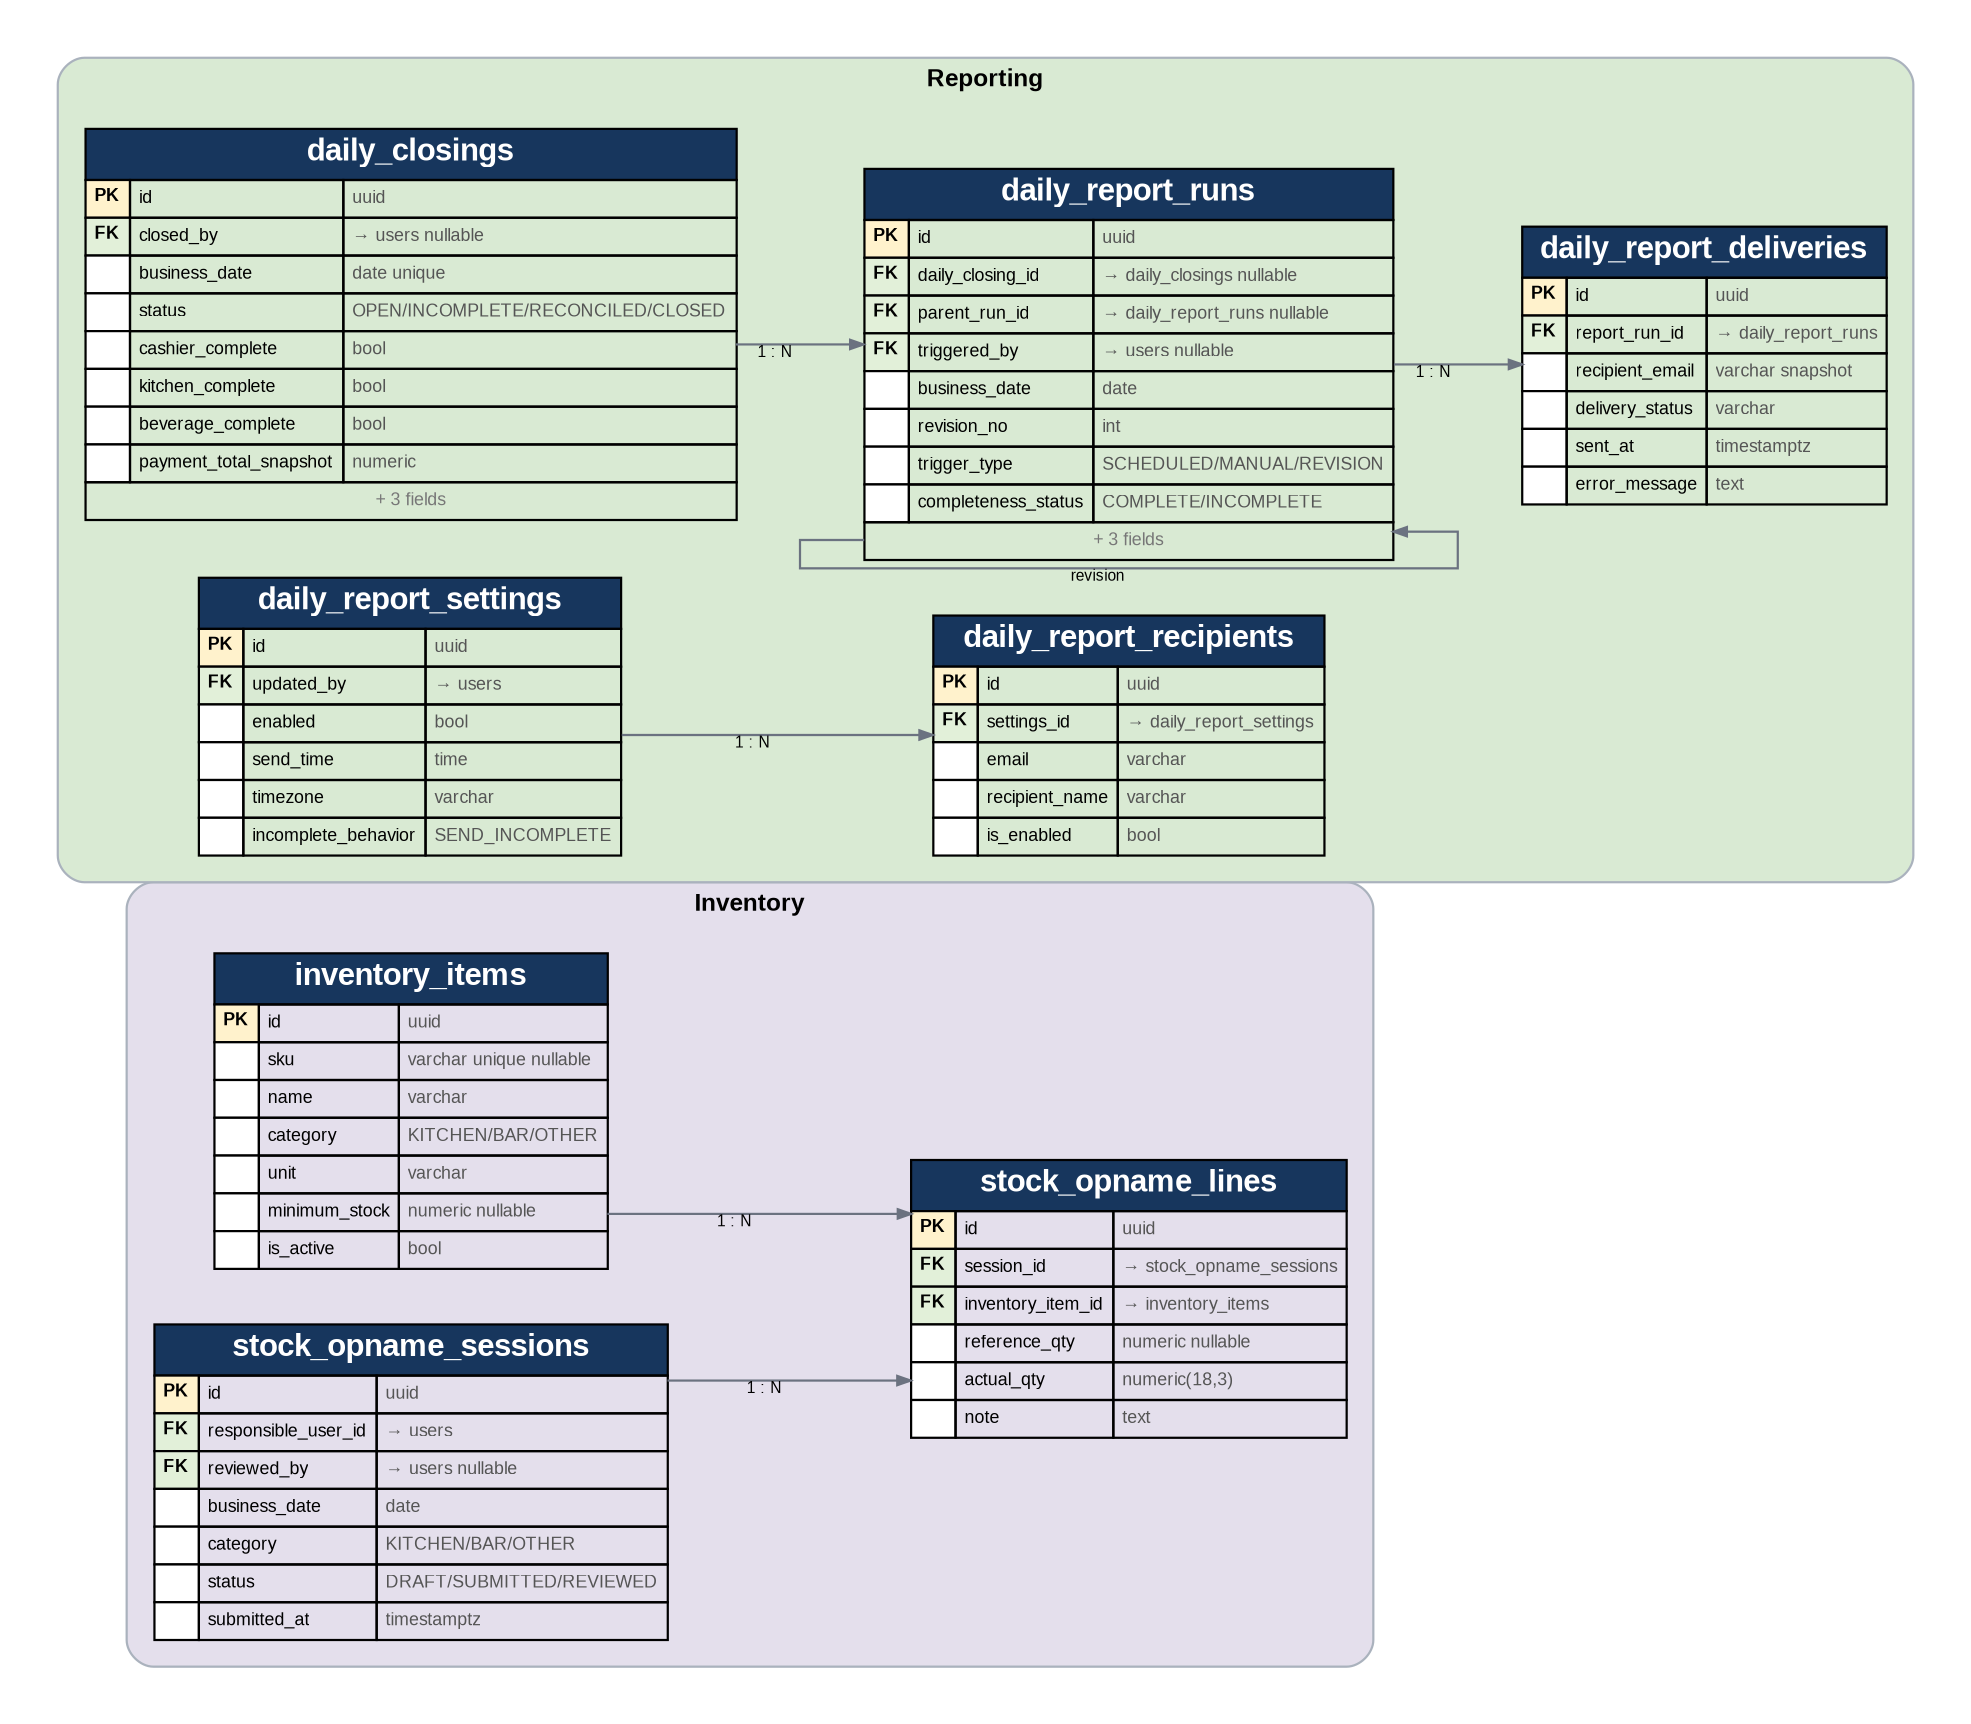 Reporting
daily_closings
PK id uuid
FK closed_by → users nullable
business_date date unique
status OPEN/INCOMPLETE/RECONCILED/CLOSED
cashier_complete bool
kitchen_complete bool
beverage_complete bool
payment_total_snapshot numeric
+ 3 fields
1 : N
daily_report_runs
PK id uuid
FK daily_closing_id → daily_closings nullable
FK parent_run_id → daily_report_runs nullable
FK triggered_by → users nullable
business_date date
revision_no int
trigger_type SCHEDULED/MANUAL/REVISION
completeness_status COMPLETE/INCOMPLETE
+ 3 fields
revision
1 : N
daily_report_deliveries
PK id uuid
FK report_run_id → daily_report_runs
recipient_email varchar snapshot
delivery_status varchar
sent_at timestamptz
error_message text
daily_report_settings
PK id uuid
FK updated_by → users
enabled bool
send_time time
timezone varchar
incomplete_behavior SEND_INCOMPLETE
1 : N
daily_report_recipients
PK id uuid
FK settings_id → daily_report_settings
email varchar
recipient_name varchar
is_enabled bool
Inventory
inventory_items
PK id uuid
sku varchar unique nullable
name varchar
category KITCHEN/BAR/OTHER
unit varchar
minimum_stock numeric nullable
is_active bool
1 : N
stock_opname_lines
PK id uuid
FK session_id → stock_opname_sessions
FK inventory_item_id → inventory_items
reference_qty numeric nullable
actual_qty numeric(18,3)
note text
stock_opname_sessions
PK id uuid
FK responsible_user_id → users
FK reviewed_by → users nullable
business_date date
category KITCHEN/BAR/OTHER
status DRAFT/SUBMITTED/REVIEWED
submitted_at timestamptz
1 : N